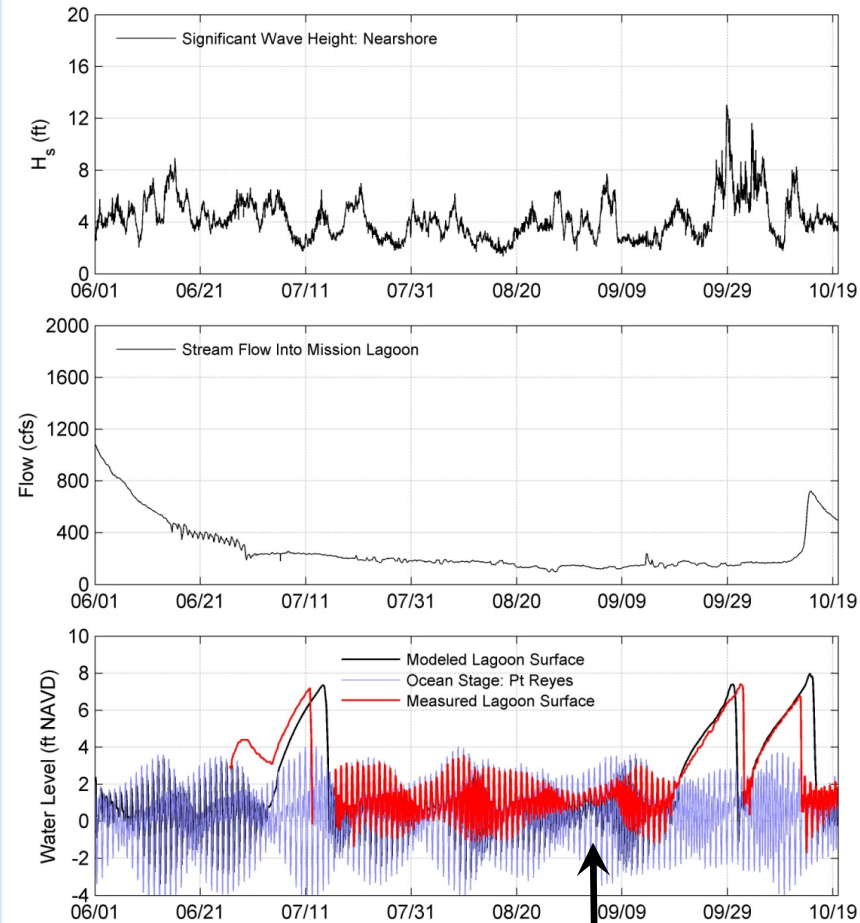 20
16
12
8
4
0
H_s (ft)
Significant Wave Height: Nearshore
06/01 06/21 07/11 07/31 08/20 09/09 09/29 10/19
2000
1600
1200
800
400
0
Flow (cfs)
Stream Flow Into Mission Lagoon
06/01 06/21 07/11 07/31 08/20 09/09 09/29 10/19
10
8
6
4
2
0
-2
-4
Water Level (ft NAVD)
Modeled Lagoon Surface
Ocean Stage: Pt Reyes
Measured Lagoon Surface
06/01 06/21 07/11 07/31 08/20 09/09 09/29 10/19